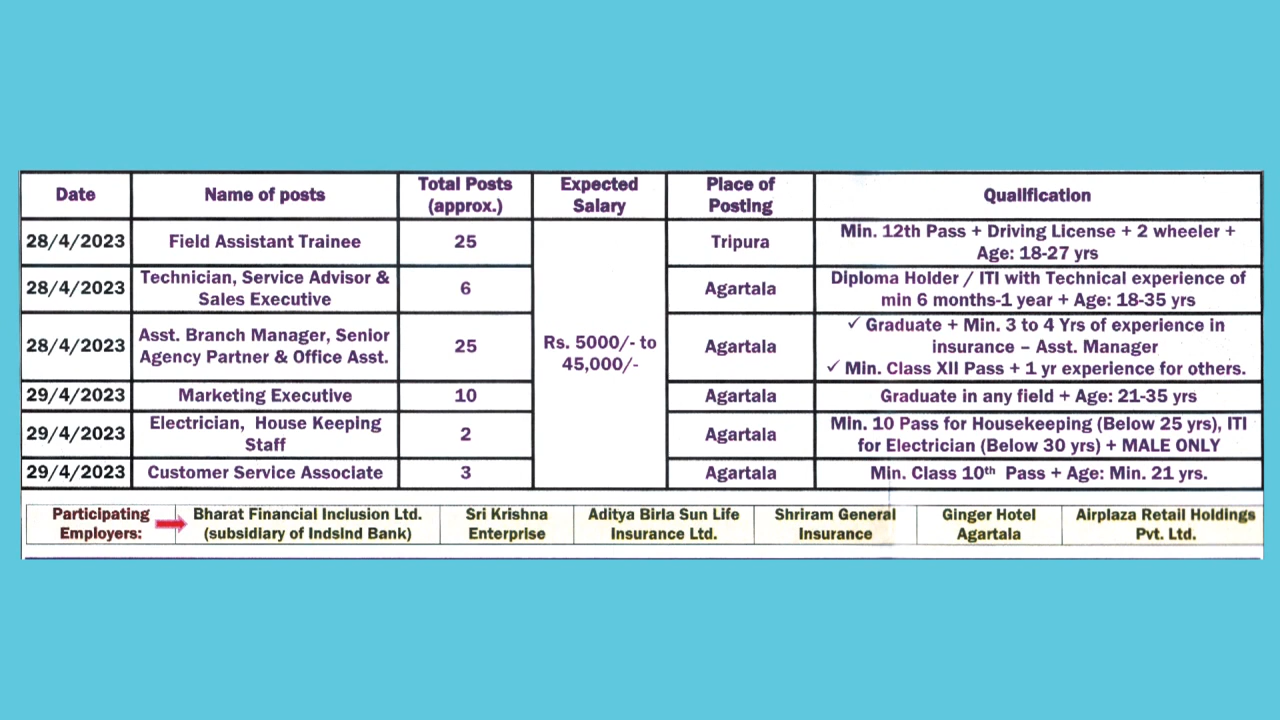 Date Name of posts Total Posts (approx.) Expected Salary Place of Posting Qualification
28/4/2023 Field Assistant Trainee 25 Rs. 5000/- to 45,000/- Tripura Min. 12th Pass + Driving License + 2 wheeler +
Age: 18-27 yrs
28/4/2023 Technician, Service Advisor & 6 Agartala Diploma Holder / ITI with Technical experience of
Sales Executive min 6 months-1 year + Age: 18-35 yrs
28/4/2023 Asst. Branch Manager, Senior 25 Agartala ✓ Graduate + Min. 3 to 4 Yrs of experience in
Agency Partner & Office Asst. insurance – Asst. Manager
✓ Min. Class XII Pass + 1 yr experience for others.
29/4/2023 Marketing Executive 10 Agartala Graduate in any field + Age: 21-35 yrs
29/4/2023 Electrician, House Keeping 2 Agartala Min. 10 Pass for Housekeeping (Below 25 yrs), ITI
Staff for Electrician (Below 30 yrs) + MALE ONLY
29/4/2023 Customer Service Associate 3 Agartala Min. Class 10th Pass + Age: Min. 21 yrs.
Participating Bharat Financial Inclusion Ltd. Sri Krishna Aditya Birla Sun Life Shriram General Ginger Hotel Airplaza Retail Holdings
Employers: (subsidiary of IndsInd Bank) Enterprise Insurance Ltd. Insurance Agartala Pvt. Ltd.